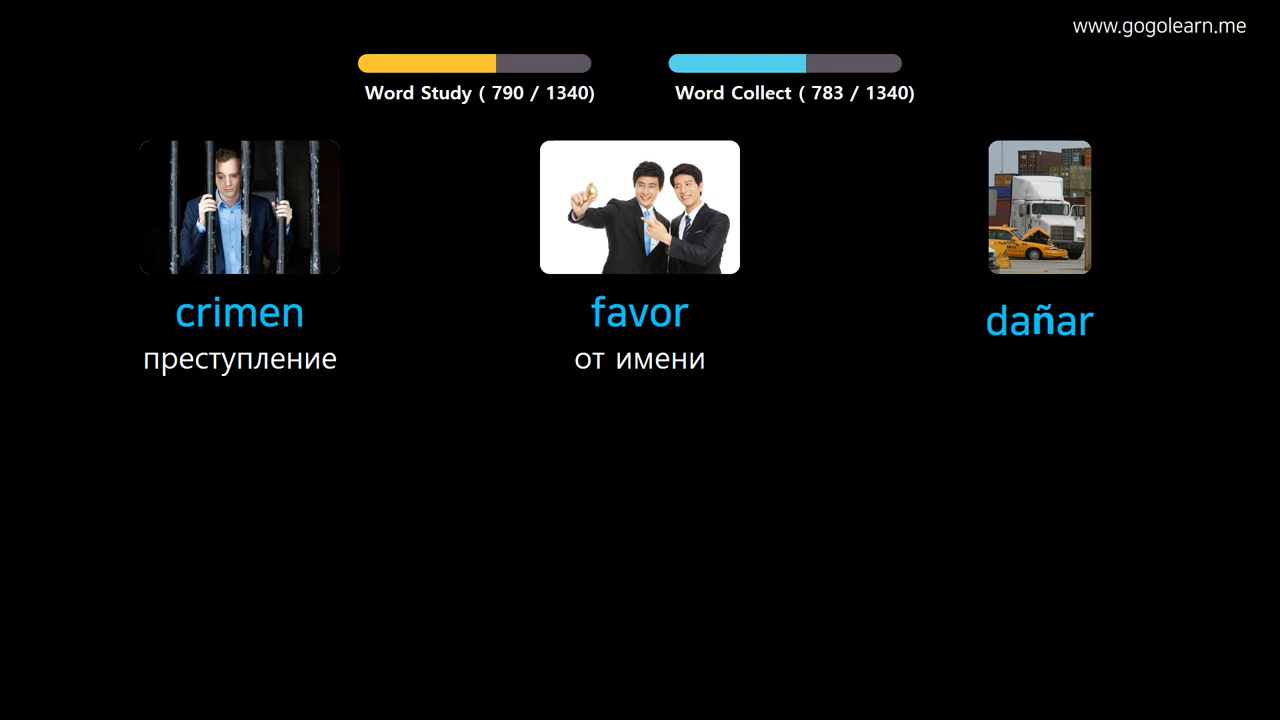 www.gogolearn.me
Word Study ( 790 / 1340)
Word Collect ( 783 / 1340)
crimen
преступление
favor
от имени
dañar